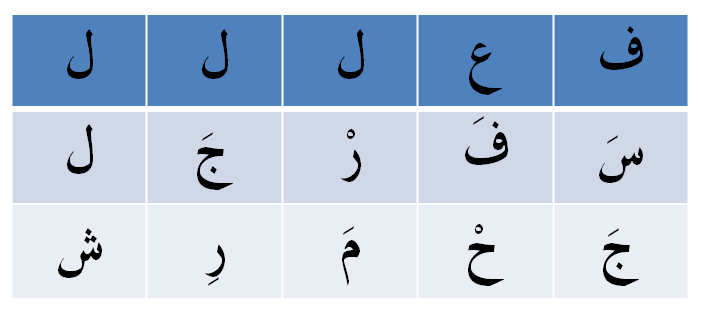 ف ع ل ل ل
سَ فَ رْ جَ ل
جَ حْ مَ رِ ش